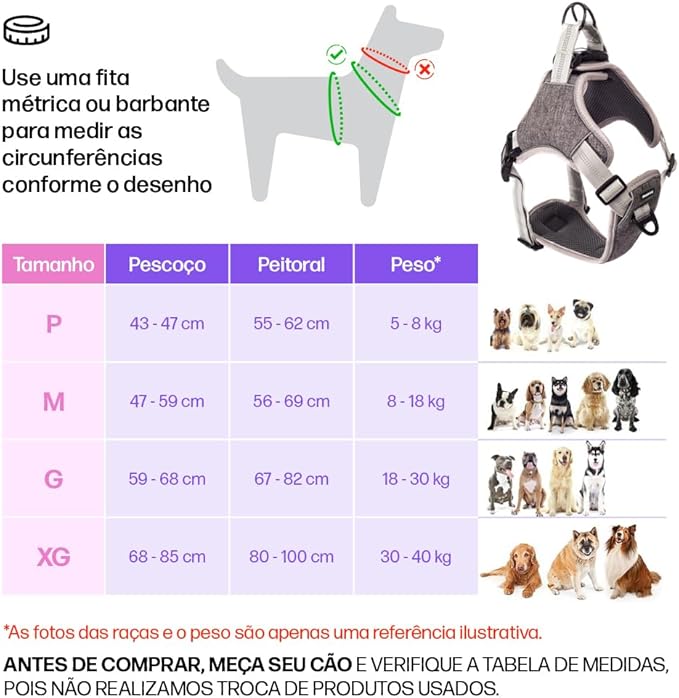 Use uma fita
métrica ou barbante
para medir as
circunferências
conforme o desenho
Tamanho Pescoço Peitoral Peso*
P 43 - 47 cm 55 - 62 cm 5 - 8 kg
M 47 - 59 cm 56 - 69 cm 8 - 18 kg
G 59 - 68 cm 67 - 82 cm 18 - 30 kg
XG 68 - 85 cm 80 - 100 cm 30 - 40 kg
*As fotos das raças e o peso são apenas uma referência ilustrativa.
ANTES DE COMPRAR, MEÇA SEU CÃO E VERIFIQUE A TABELA DE MEDIDAS,
POIS NÃO REALIZAMOS TROCA DE PRODUTOS USADOS.